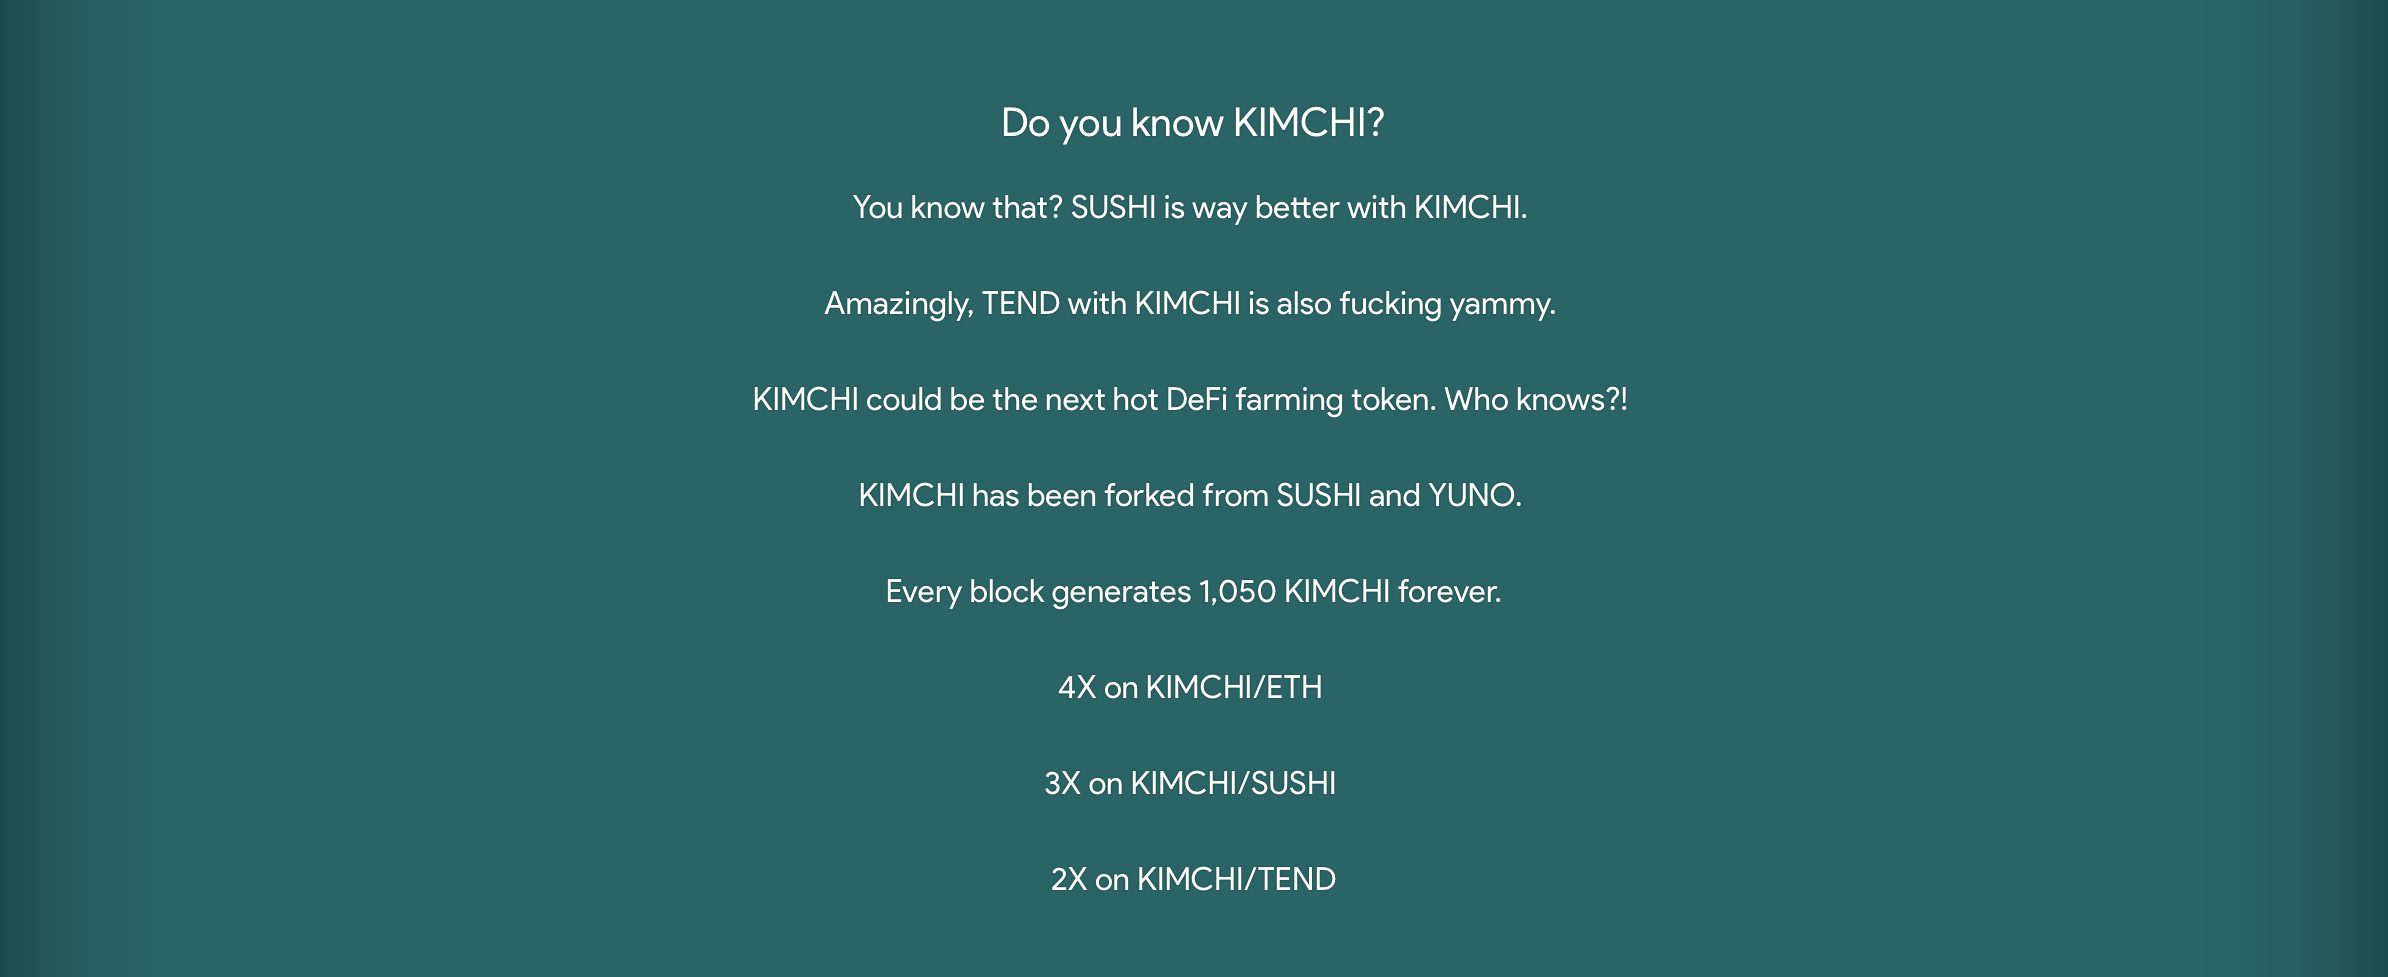 Do you know KIMCHI?
You know that? SUSHI is way better with KIMCHI.
Amazingly, TEND with KIMCHI is also fucking yammy.
KIMCHI could be the next hot DeFi farming token. Who knows?!
KIMCHI has been forked from SUSHI and YUNO.
Every block generates 1,050 KIMCHI forever.
4X on KIMCHI/ETH
3X on KIMCHI/SUSHI
2X on KIMCHI/TEND